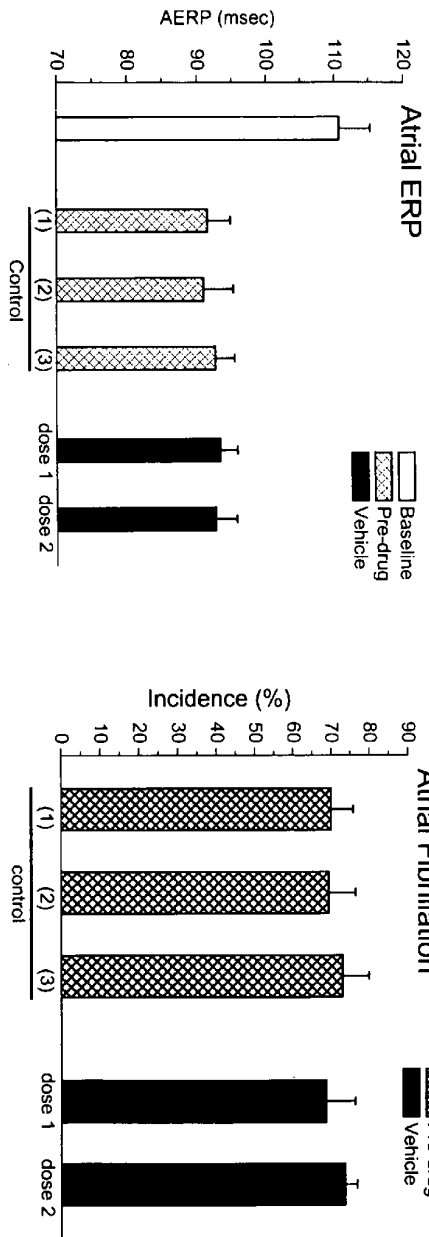 Atrial ERP
Baseline
Pre-drug
Vehicle
AERP (msec)
120
110
100
90
80
70
(1)
(2)
(3)
dose 1
dose 2
Control
Atrial Fibrillation
Vehicle
Incidence (%)
90
80
70
60
50
40
30
20
10
0
(1)
(2)
(3)
dose 1
dose 2
control